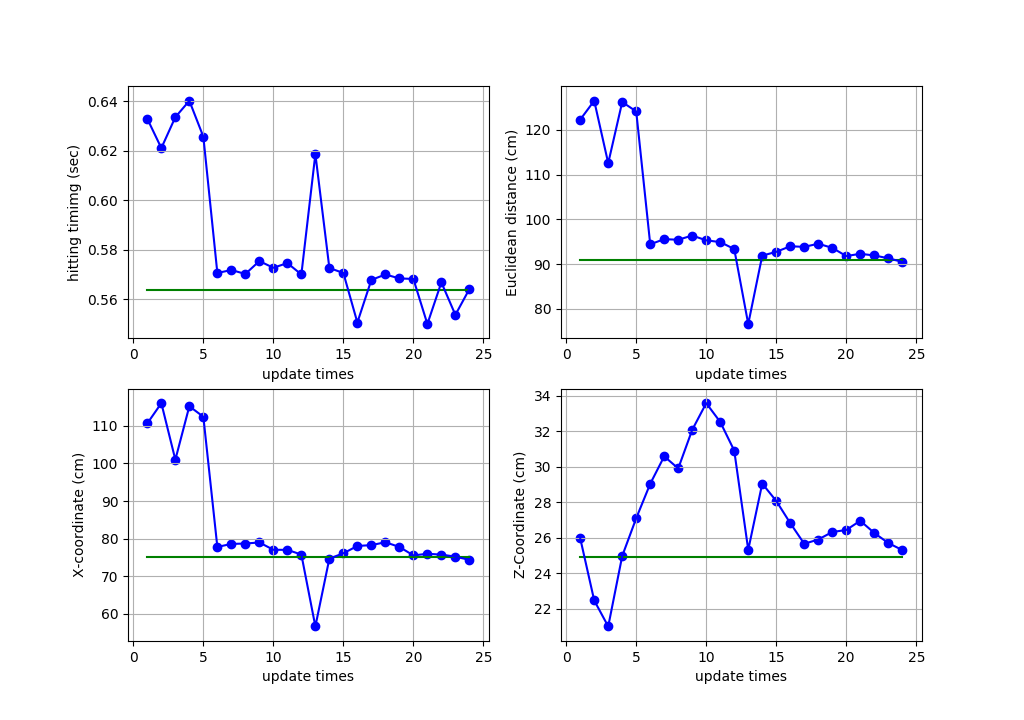 0.64
0.62
0.60
0.58
0.56
hitting timimg (sec)
0 5 10 15 20 25
update times
120
110
100
90
80
Euclidean distance (cm)
0 5 10 15 20 25
update times
110
100
90
80
70
60
X-coordinate (cm)
0 5 10 15 20 25
update times
34
32
30
28
26
24
22
Z-Coordinate (cm)
0 5 10 15 20 25
update times